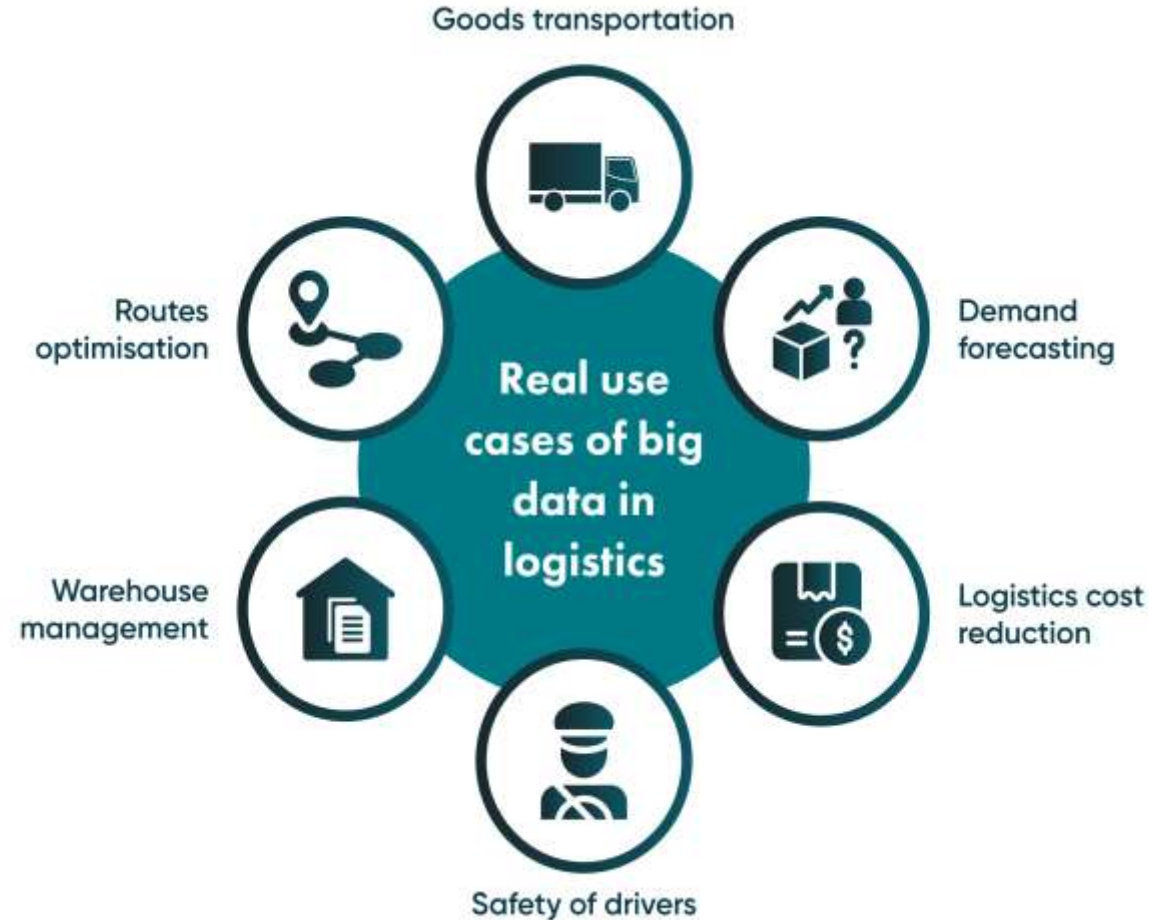 Goods transportation
Routes
optimisation
Demand
forecasting
Real use
cases of big
data in
logistics
Warehouse
management
Logistics cost
reduction
$
?
Safety of drivers